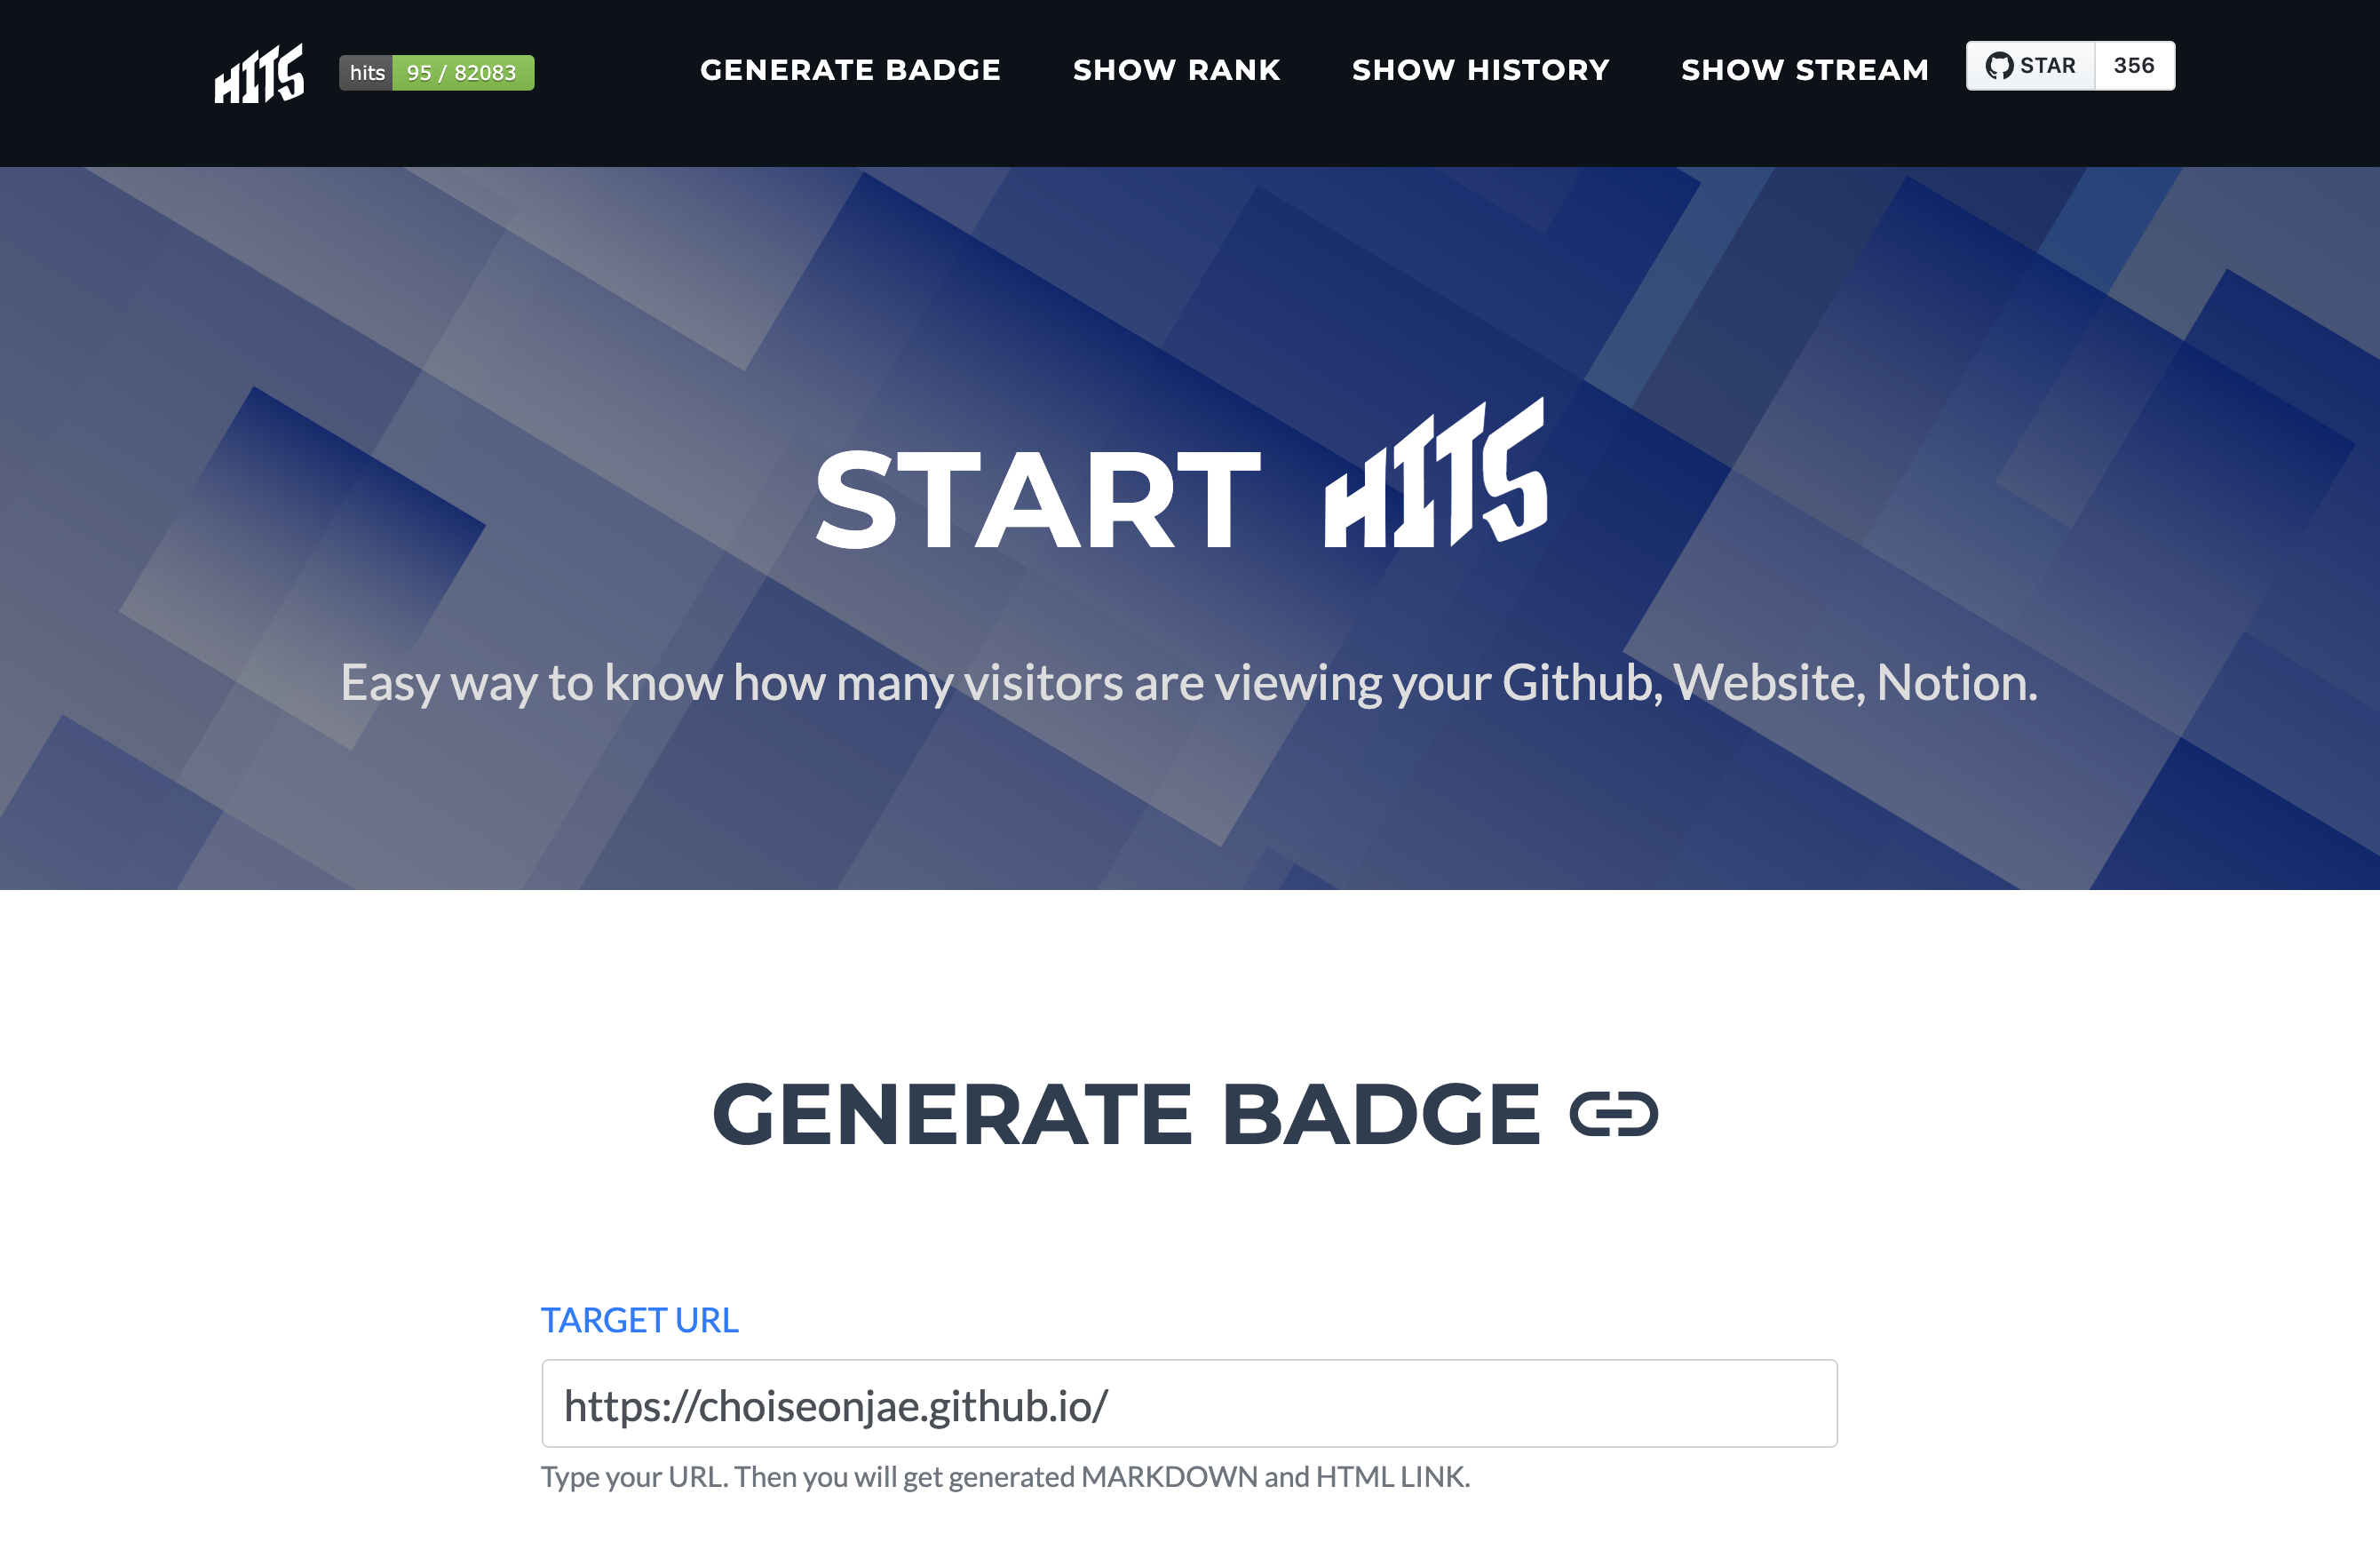 HITS hits 95 / 82083 GENERATE BADGE SHOW RANK SHOW HISTORY SHOW STREAM STAR 356
START HITS
Easy way to know how many visitors are viewing your Github, Website, Notion.
GENERATE BADGE
TARGET URL
https://choiseonjae.github.io/
Type your URL. Then you will get generated MARKDOWN and HTML LINK.